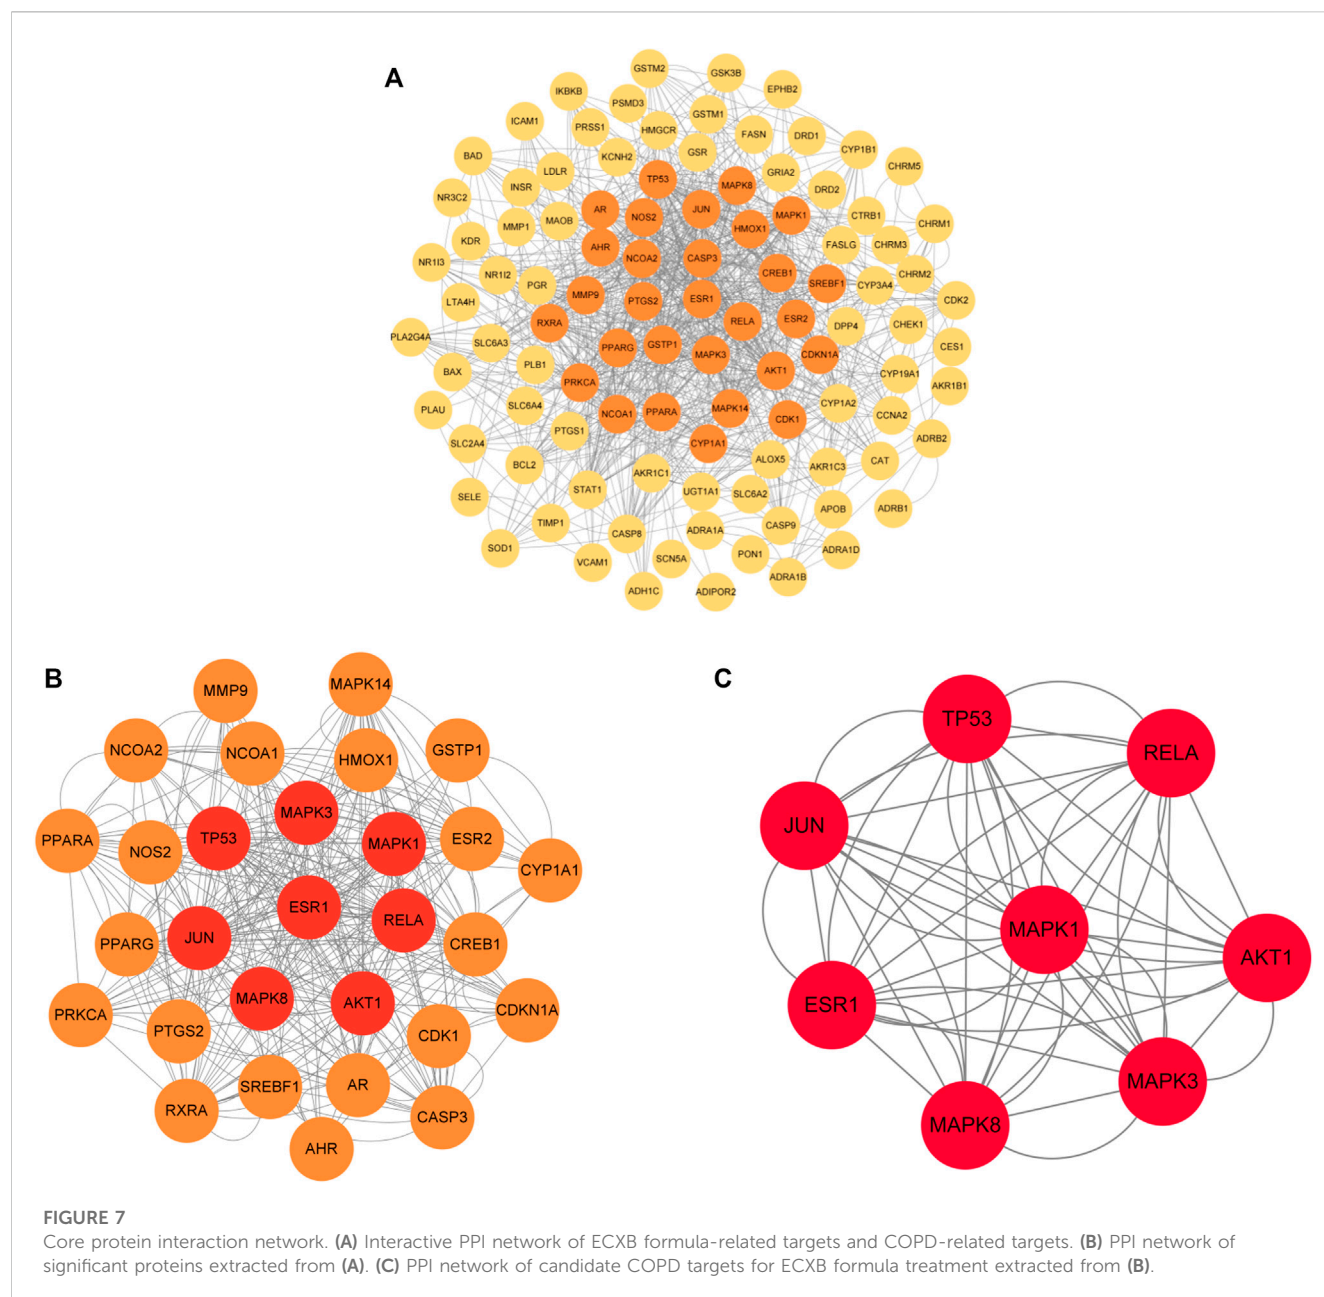 A
GSTM2
GSK3B
IKBKB
PSMD3
EPHB2
ICAM1
PRSS1
HMGCR
GSTM1
FASN
DRD1
BAD
LDLR
KCNH2
GSR
CYP1B1
NR3C2
INSR
TP53
MAPK8
GRIA2
DRD2
CHRM5
MMP1
MAOB
AR
NOS2
JUN
HMOX1
MAPK1
CTRB1
CHRM1
KDR
AHR
NCOA2
CASP3
FASLG
CHRM3
NR1I3
NR1I2
PGR
CREB1
SREBF1
CYP3A4
CHRM2
LTA4H
MMP9
PTGS2
ESR1
CDK2
PLA2G4A
SLC6A3
RXRA
RELA
ESR2
DPP4
CHEK1
CES1
BAX
PLB1
PPARG
GSTP1
MAPK3
CDKN1A
PRKCA
AKT1
CYP19A1
AKR1B1
PLAU
SLC6A4
NCOA1
PPARA
MAPK14
CDK1
CYP1A2
CCNA2
SLC2A4
PTGS1
CYP1A1
ADRB2
BCL2
AKR1C1
ALOX5
AKR1C3
CAT
SELE
STAT1
UGT1A1
SLC6A2
APOB
ADRB1
TIMP1
CASP8
ADRA1A
CASP9
SOD1
VCAM1
SCN5A
PON1
ADRA1D
ADH1C
ADIPOR2
ADRA1B
B
MMP9
MAPK14
NCOA2
NCOA1
HMOX1
GSTP1
MAPK3
PPARA
NOS2
TP53
MAPK1
ESR2
CYP1A1
ESR1
RELA
PPARG
JUN
CREB1
PRKCA
PTGS2
MAPK8
AKT1
CDK1
CDKN1A
RXRA
SREBF1
AR
CASP3
AHR
C
TP53
RELA
JUN
MAPK1
AKT1
ESR1
MAPK3
MAPK8
FIGURE 7
Core protein interaction network. (A) Interactive PPI network of ECXB formula-related targets and COPD-related targets. (B) PPI network of
significant proteins extracted from (A). (C) PPI network of candidate COPD targets for ECXB formula treatment extracted from (B).